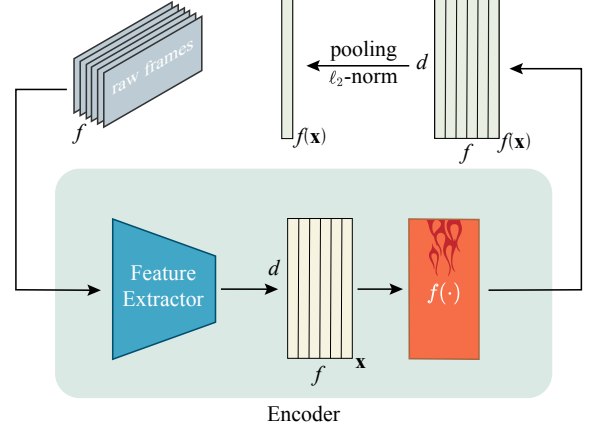 raw frames
f
pooling
ℓ₂-norm
f(x)
d
f
f(x)
Feature
Extractor
d
f
x
f(·)
Encoder